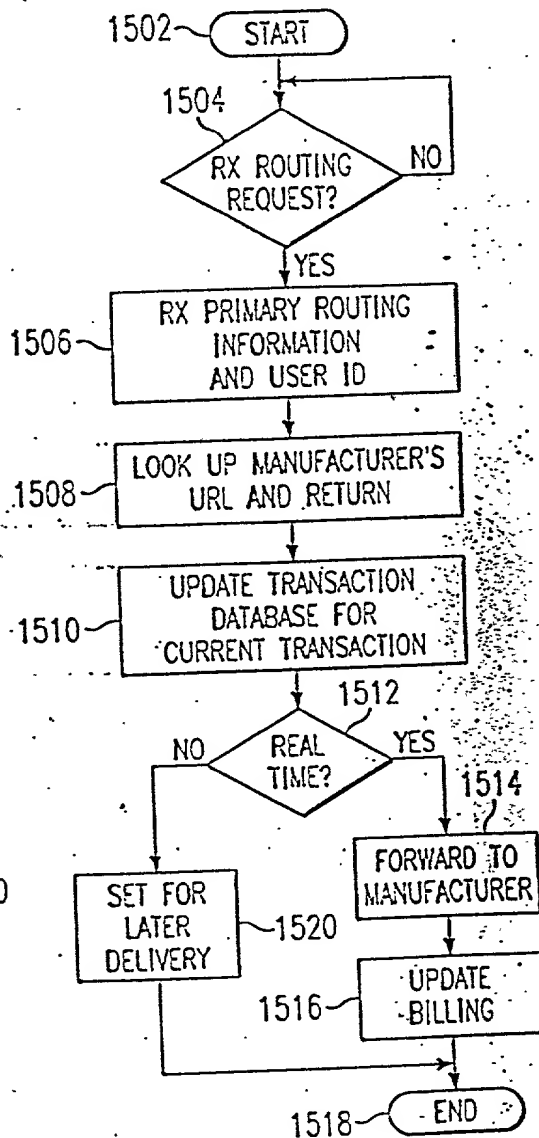 1502
START
1504
RX ROUTING
REQUEST?
NO
YES
1506
RX PRIMARY ROUTING
INFORMATION
AND USER ID
1508
LOOK UP MANUFACTURER'S
URL AND RETURN
1510
UPDATE TRANSACTION
DATABASE FOR
CURRENT TRANSACTION
1512
NO
REAL
TIME?
YES
1514
FORWARD TO
MANUFACTURER
0
SET FOR
LATER
DELIVERY
1520
1516
UPDATE
BILLING
1518
END